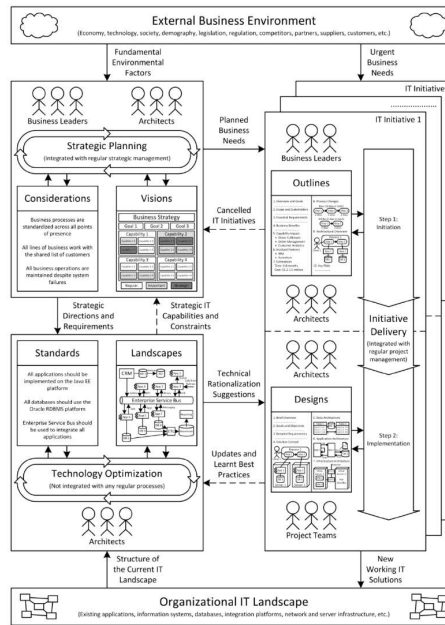 External Business Environment
(Economy, technology, society, demography, legislation, regulation, competitors, partners, suppliers, customers, etc.)
Fundamental
Environmental
Factors
Urgent
Business
Needs
IT Initiative N
IT Initiative 1
Business Leaders
Architects
Strategic Planning
(Integrated with regular strategic management)
Planned
Business
Needs
Business Leaders
Considerations
Business processes are
standardized across all points
of presence
All lines of business work with
the shared list of customers
All business operations are
maintained despite system
failures
Visions
Business Strategy
Goal 1
Goal 2
Goal 3
Capability 1
Capability 2
Capability 3
Capability 4
Cancelled
IT Initiatives
Outlines
Architects
Step 1:
Initiation
Strategic
Directions and
Requirements
Strategic IT
Capabilities and
Constraints
Initiative
Delivery
(Integrated with
regular project
management)
Standards
All applications should be
implemented on the Java EE
platform
All databases should use the
Oracle RDBMS platform
Enterprise Service Bus should
be used to integrate all
applications
Landscapes
CRM
Enterprise Service Bus
Technical
Rationalization
Suggestions
Architects
Designs
Step 2:
Implementation
Updates and
Learnt Best
Practices
Technology Optimization
(Not integrated with any regular processes)
Architects
Project Teams
Structure of
the Current IT
Landscape
New
Working IT
Solutions
Organizational IT Landscape
(Existing applications, information systems, databases, integration platforms, network and server infrastructure, etc.)